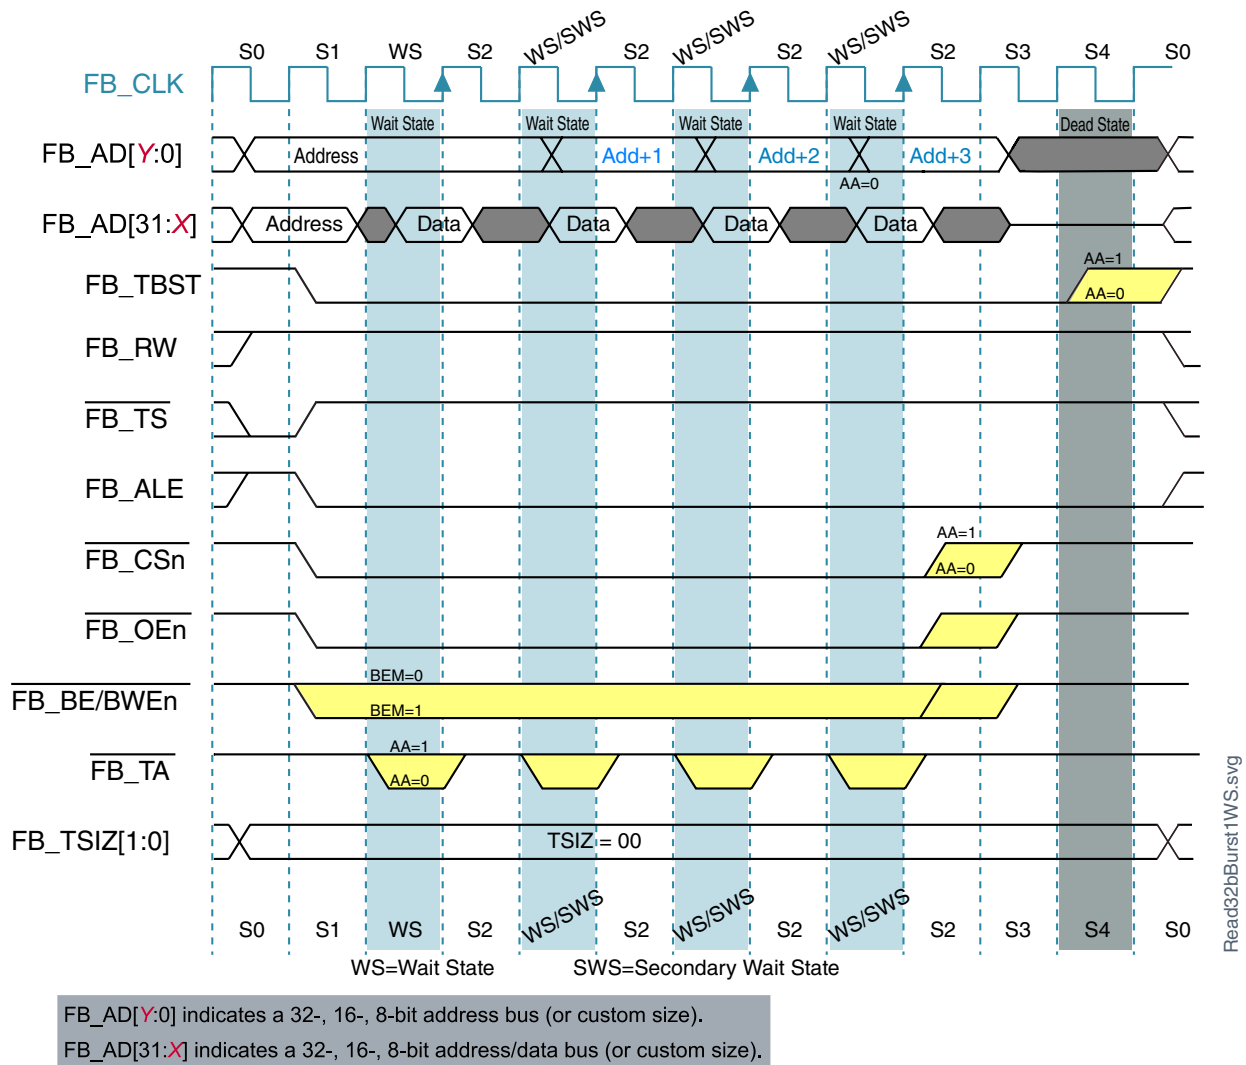 S0 S1 WS S2 WS/SWS S2 WS/SWS S2 WS/SWS S2 S3 S4 S0
FB_CLK
Wait State Wait State Wait State Wait State Dead State
FB_AD[Y:0] Address Add+1 Add+2 Add+3
AA=0
FB_AD[31:X] Address Data Data Data Data
FB_TBST AA=1
AA=0
FB_RW
FB_TS
FB_ALE
FB_CSn AA=1
AA=0
FB_OEn
FB_BE/BWEn BEM=0
BEM=1
FB_TA AA=1
AA=0
FB_TSIZ[1:0] TSIZ = 00
S0 S1 WS S2 WS/SWS S2 WS/SWS S2 WS/SWS S2 S3 S4 S0
WS=Wait State SWS=Secondary Wait State
FB_AD[Y:0] indicates a 32-, 16-, 8-bit address bus (or custom size).
FB_AD[31:X] indicates a 32-, 16-, 8-bit address/data bus (or custom size).
Read32bBurst1WS.svg